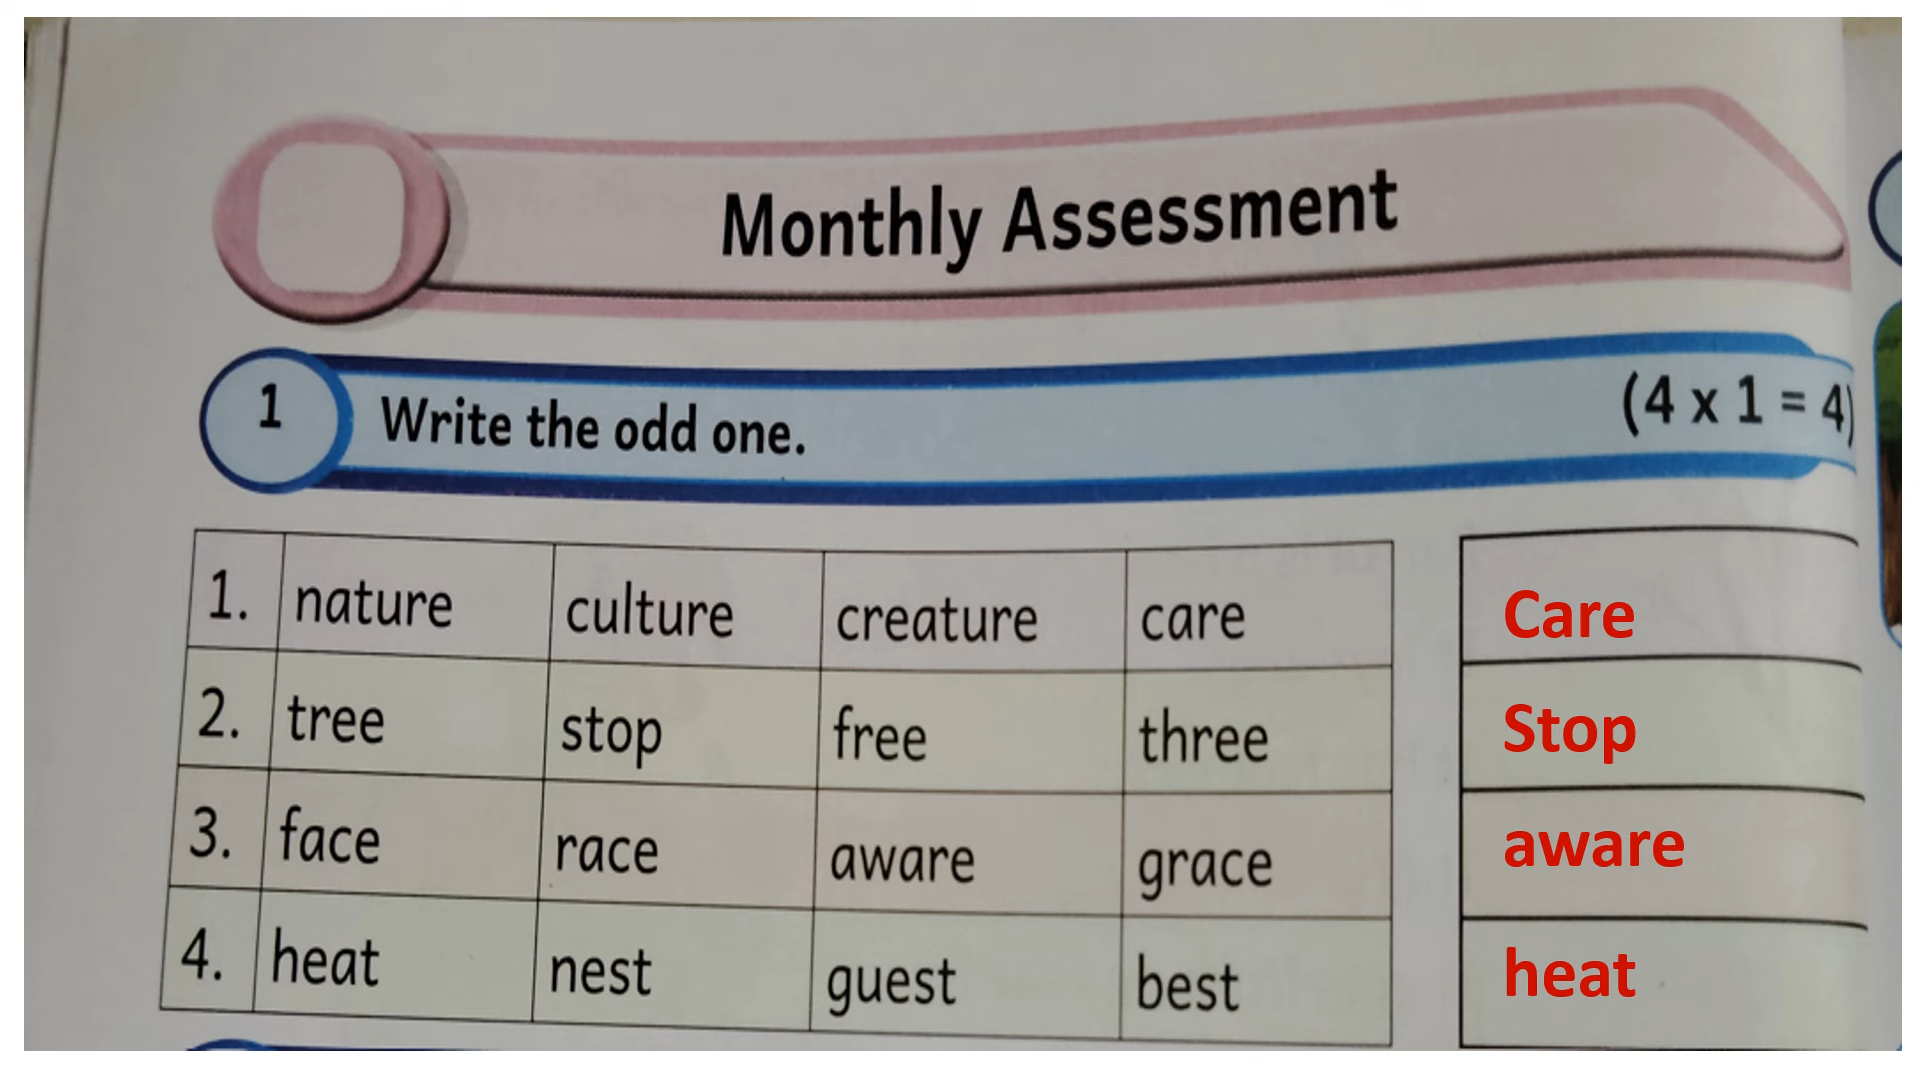 Monthly Assessment
1 Write the odd one. (4 x 1 = 4)
1. nature culture creature care Care
2. tree stop free three Stop
3. face race aware grace aware
4. heat nest guest best heat